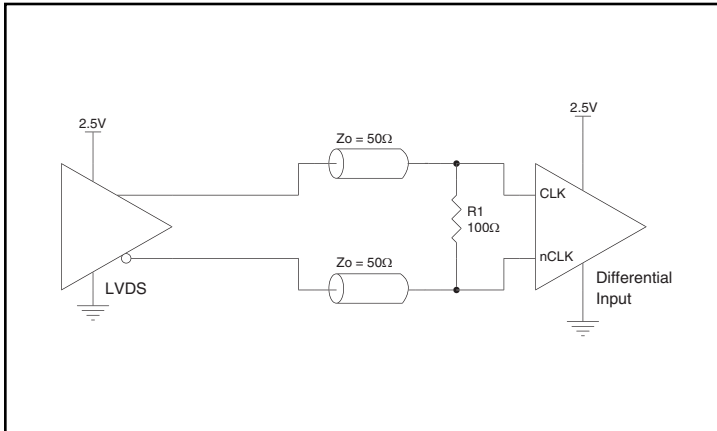 2.5V
LVDS
Zo = 50Ω
Zo = 50Ω
R1
100Ω
2.5V
CLK
nCLK
Differential
Input